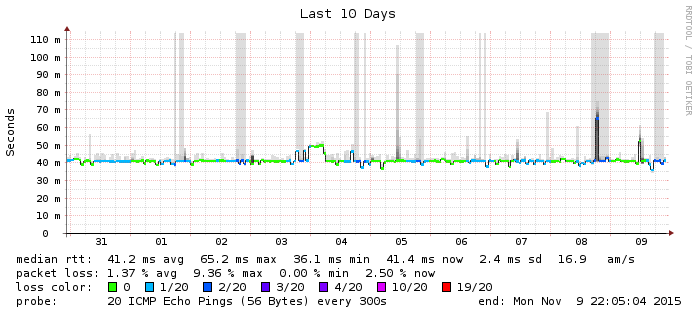 Last 10 Days
RRDTOOL / TOBI OETIKER
Seconds
110 m
100 m
90 m
80 m
70 m
60 m
50 m
40 m
30 m
20 m
10 m
0
31 01 02 03 04 05 06 07 08 09
median rtt: 41.2 ms avg 65.2 ms max 36.1 ms min 41.4 ms now 2.4 ms sd 16.9 am/s
packet loss: 1.37 % avg 9.36 % max 0.00 % min 2.50 % now
loss color: 0 1/20 2/20 3/20 4/20 10/20 19/20
probe: 20 ICMP Echo Pings (56 Bytes) every 300s end: Mon Nov 9 22:05:04 2015